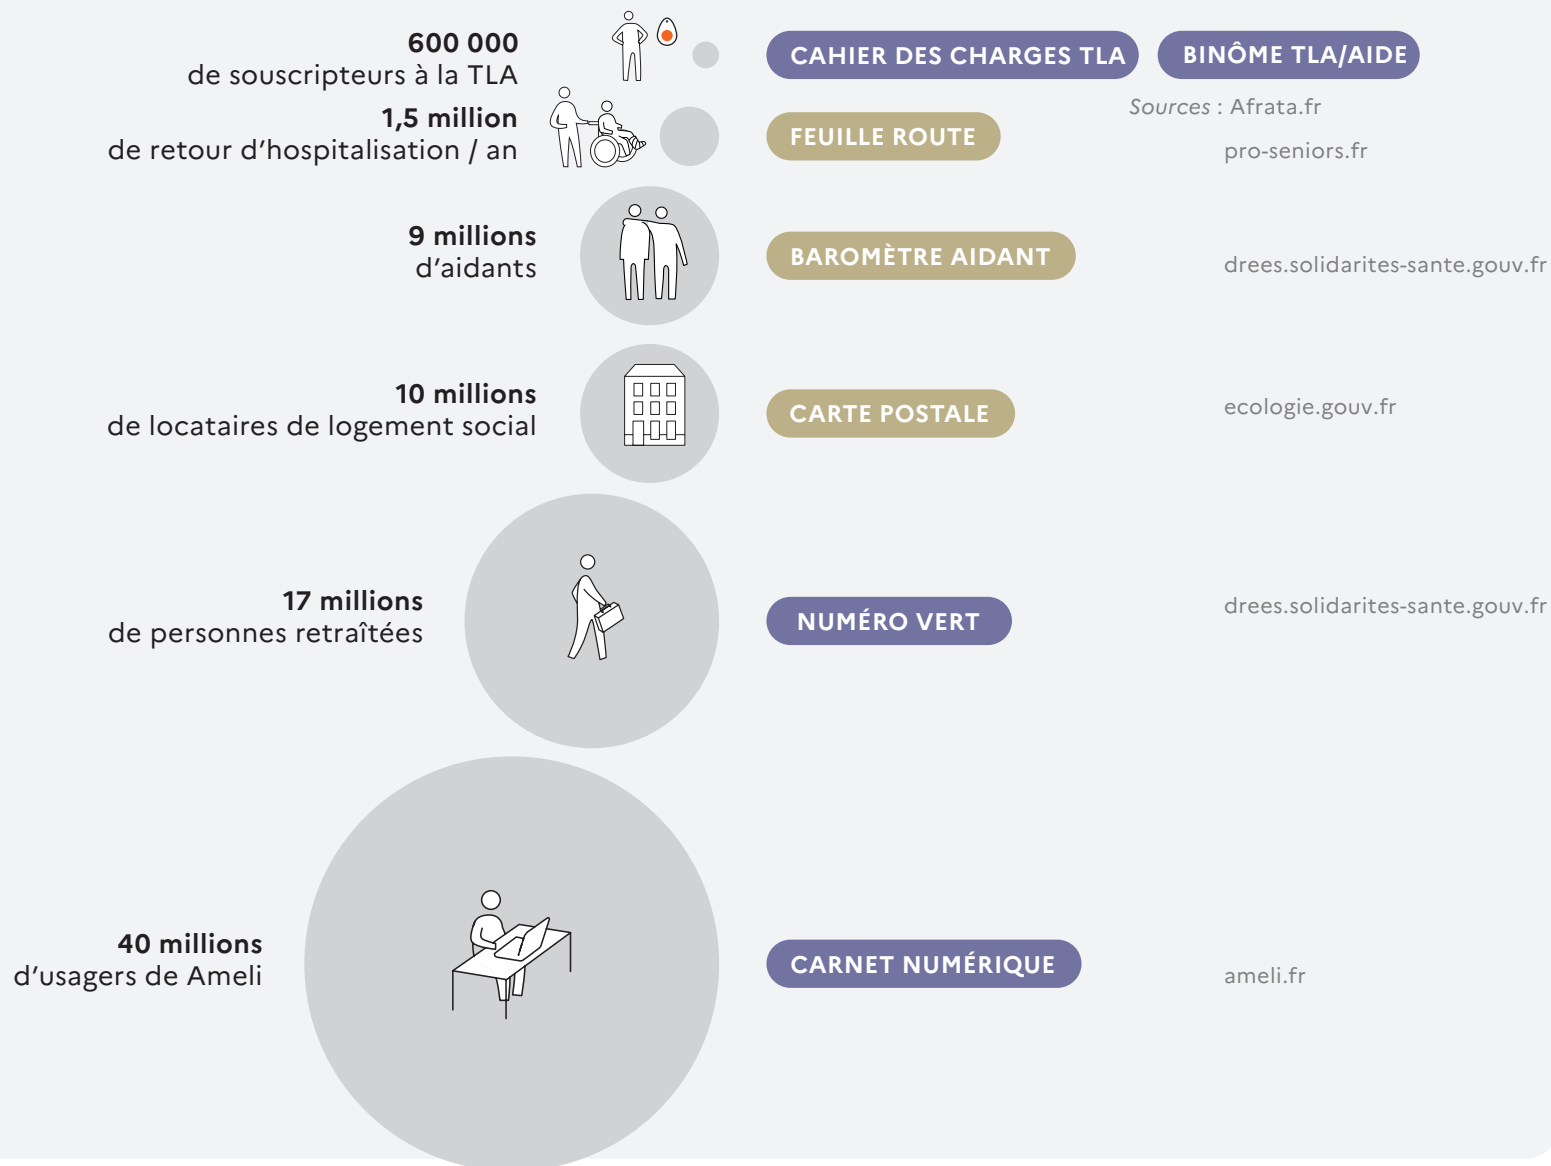 600 000
de souscripteurs à la TLA
CAHIER DES CHARGES TLA
BINÔME TLA/AIDE
Sources : Afrata.fr
1,5 million
de retour d’hospitalisation / an
FEUILLE ROUTE
pro-seniors.fr
9 millions
d’aidants
BAROMÈTRE AIDANT
drees.solidarites-sante.gouv.fr
10 millions
de locataires de logement social
CARTE POSTALE
ecologie.gouv.fr
17 millions
de personnes retraîtées
NUMÉRO VERT
drees.solidarites-sante.gouv.fr
40 millions
d’usagers de Ameli
CARNET NUMÉRIQUE
ameli.fr